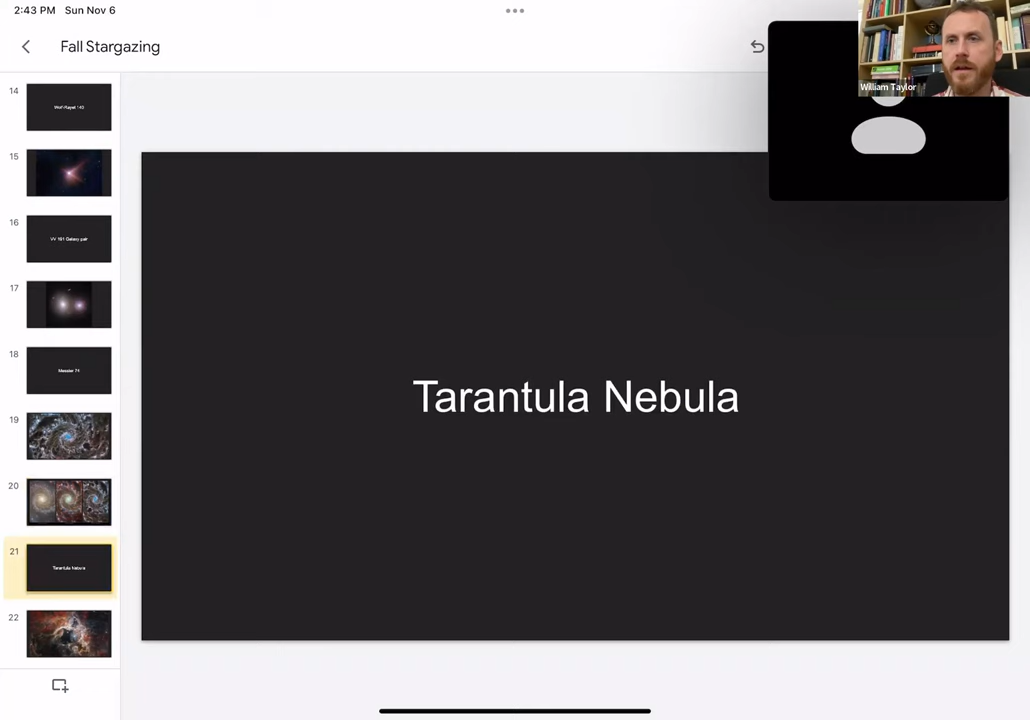 2:43 PM Sun Nov 6
Fall Stargazing
William Taylor
14
Wolf-Rayet 140
15
16
VV 191 Galaxy pair
17
18
Messier 74
19
20
21
Tarantula Nebula
22
Tarantula Nebula